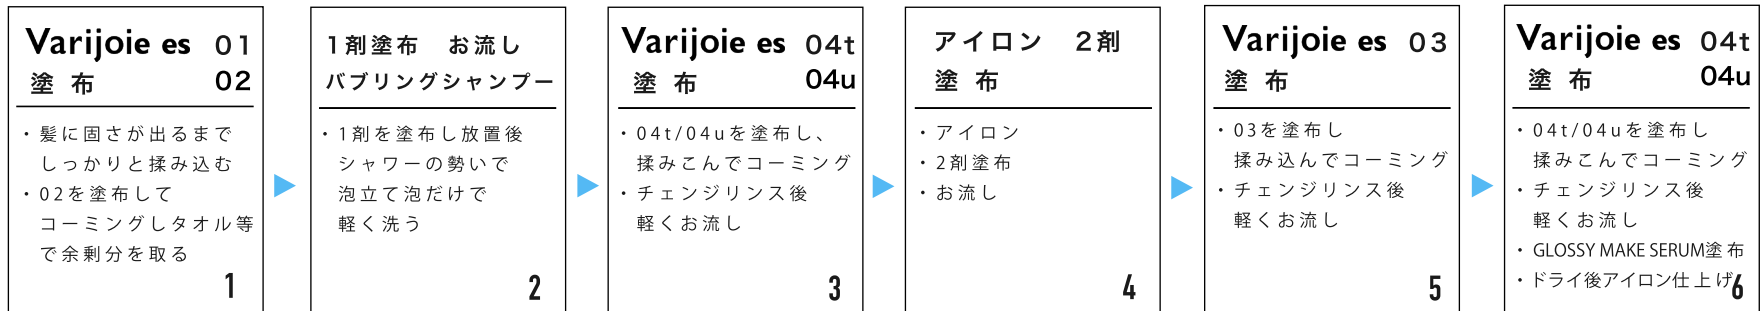 Varijoie es 01
塗 布 02
・髪に固さが出るまで
しっかりと揉み込む
・02を塗布して
コーミングしタオル等
で余剰分を取る
1
1剤塗布　お流し
バブリングシャンプー
・1剤を塗布し放置後
シャワーの勢いで
泡立て泡だけで
軽く洗う
2
Varijoie es 04t
塗 布 04u
・04t/04uを塗布し、
揉みこんでコーミング
・チェンジリンス後
軽くお流し
3
アイロン　2剤
塗 布
・アイロン
・2剤塗布
・お流し
4
Varijoie es 03
塗 布
・03を塗布し
揉み込んでコーミング
・チェンジリンス後
軽くお流し
5
Varijoie es 04t
塗 布 04u
・04t/04uを塗布し
揉みこんでコーミング
・チェンジリンス後
軽くお流し
・GLOSSY MAKE SERUM塗布
・ドライ後アイロン仕上げ
6